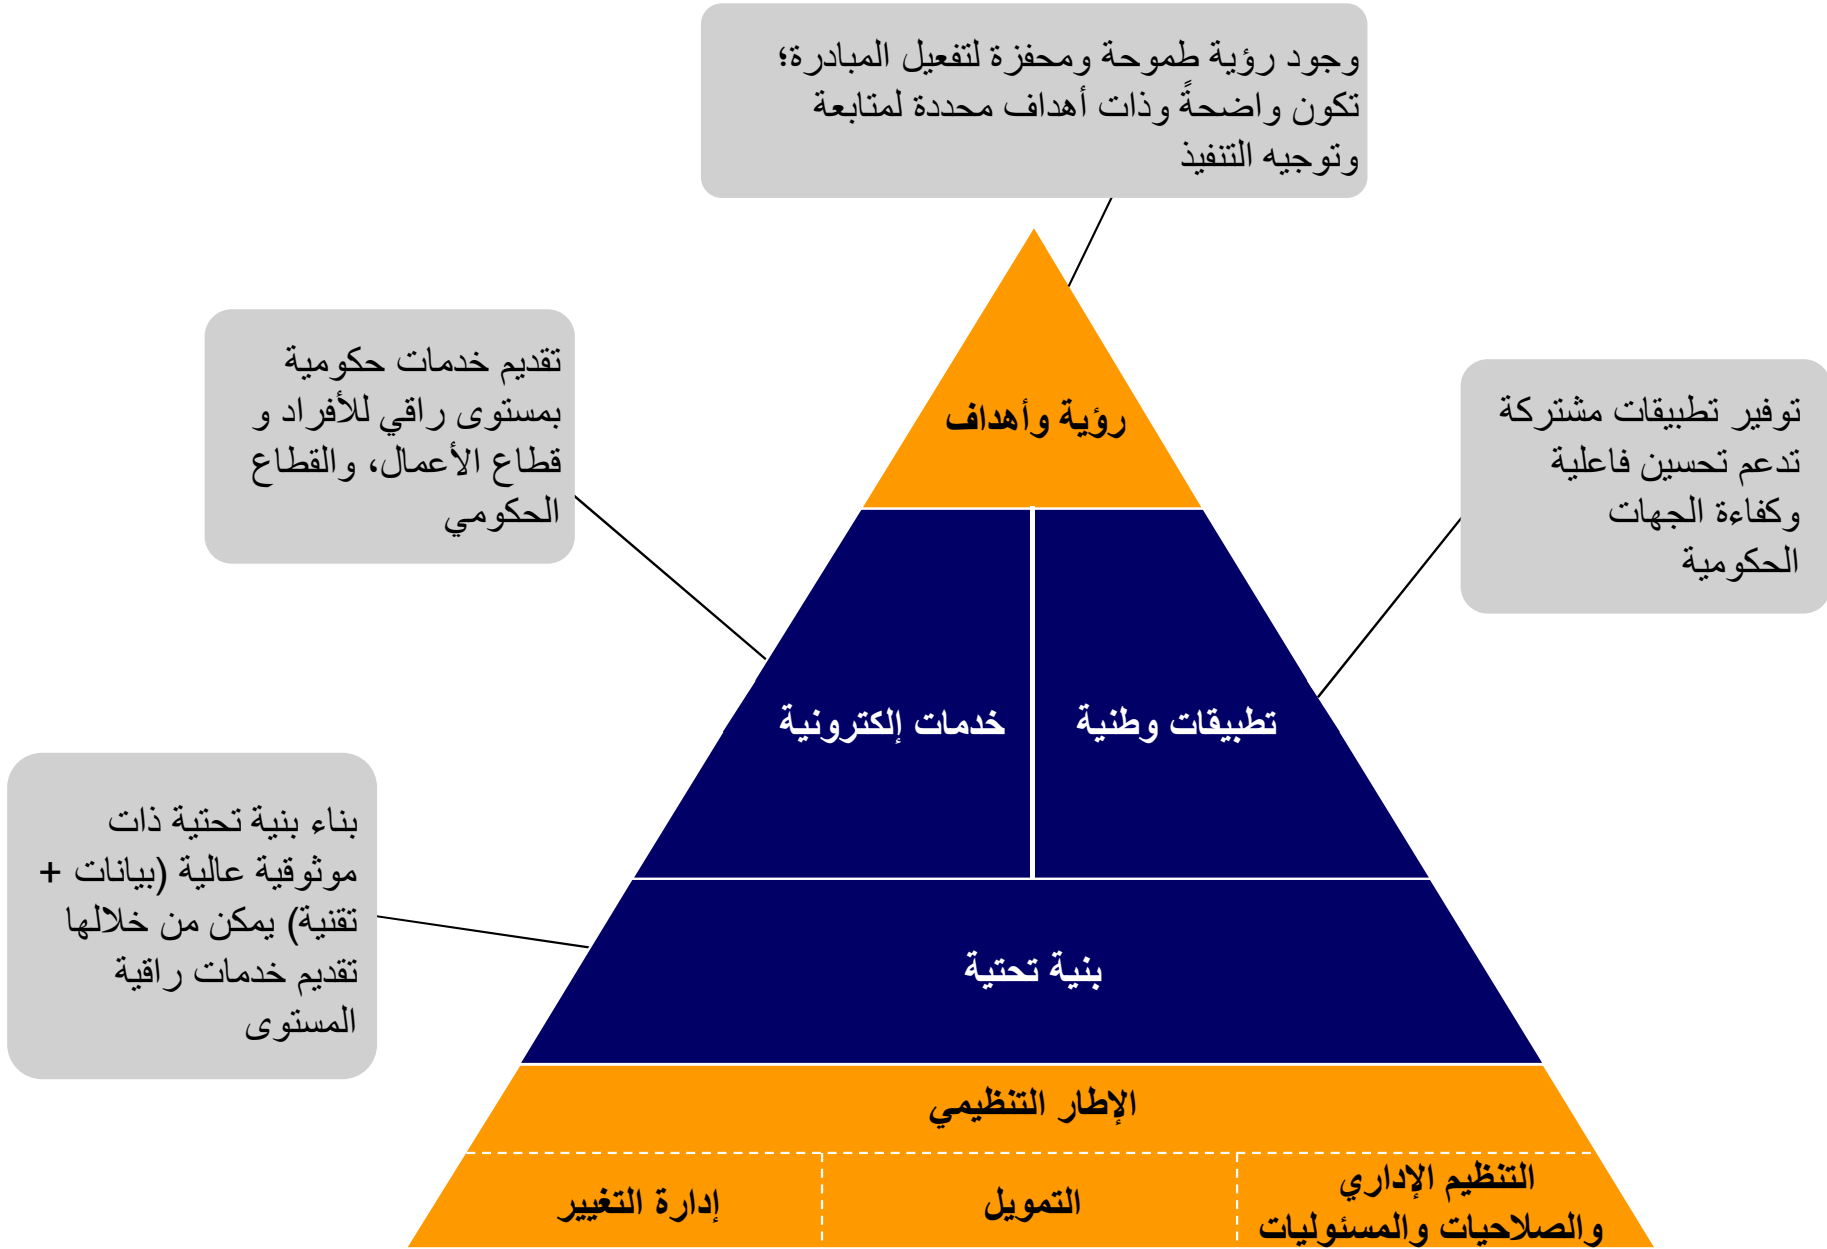 وجود رؤية طموحة ومحفزة لتفعيل المبادرة؛
تكون واضحةً وذات أهداف محددة لمتابعة
وتوجيه التنفيذ
رؤية وأهداف
توفير تطبيقات مشتركة
تدعم تحسين فاعلية
وكفاءة الجهات
الحكومية
تقديم خدمات حكومية
بمستوى راقي للأفراد و
قطاع الأعمال، والقطاع
الحكومي
تطبيقات وطنية
خدمات إلكترونية
بناء بنية تحتية ذات
موثوقية عالية (بيانات +
تقنية) يمكن من خلالها
تقديم خدمات راقية
المستوى
بنية تحتية
الإطار التنظيمي
التنظيم الإداري
والصلاحيات والمسئوليات
التمويل
إدارة التغيير